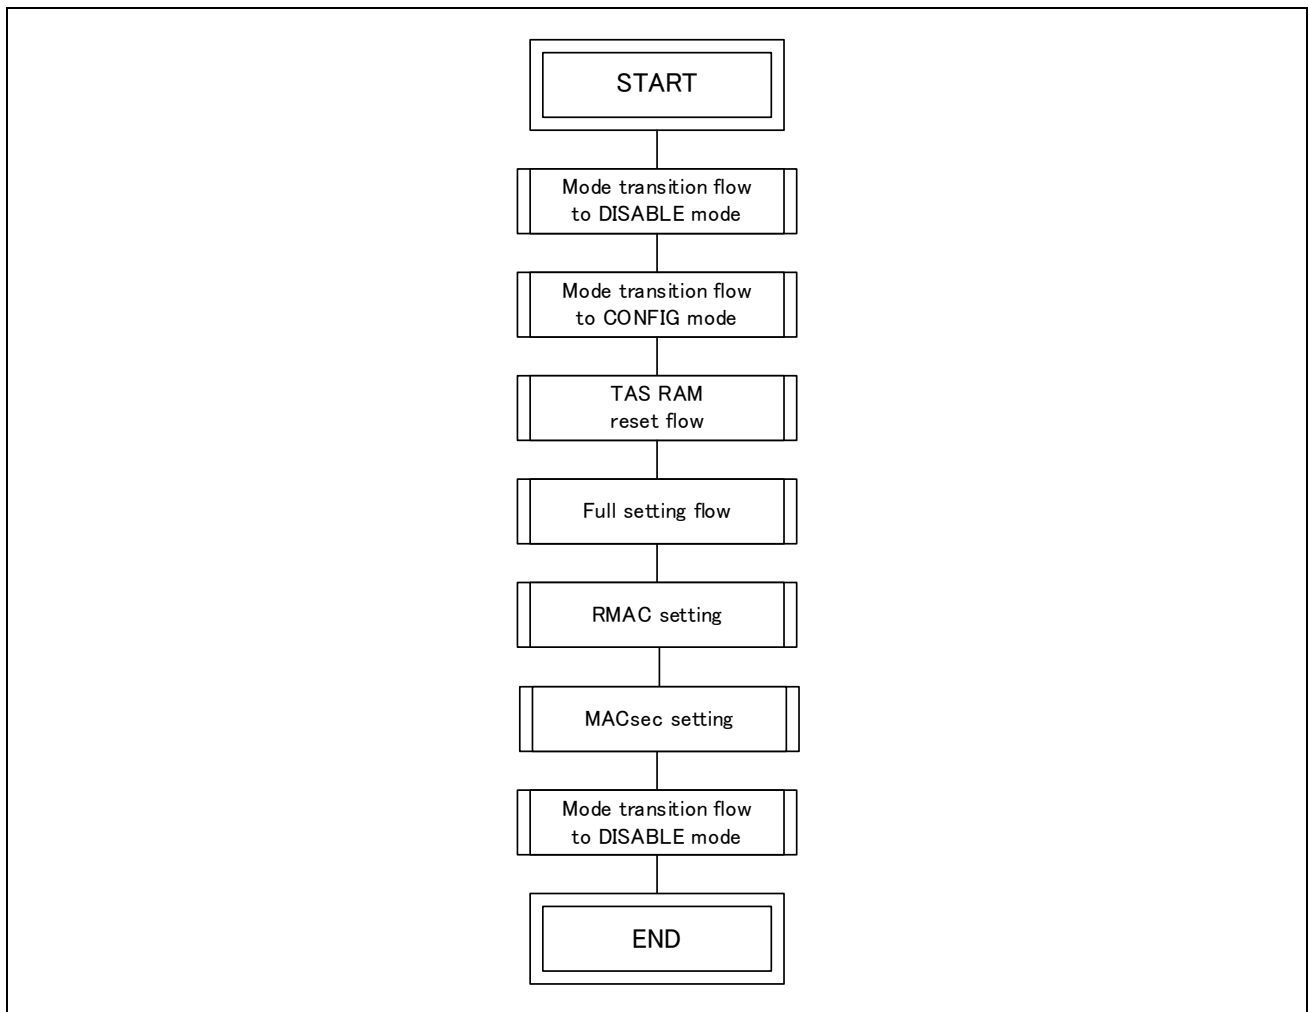 START
Mode transition flow
to DISABLE mode
Mode transition flow
to CONFIG mode
TAS RAM
reset flow
Full setting flow
RMAC setting
MACsec setting
Mode transition flow
to DISABLE mode
END